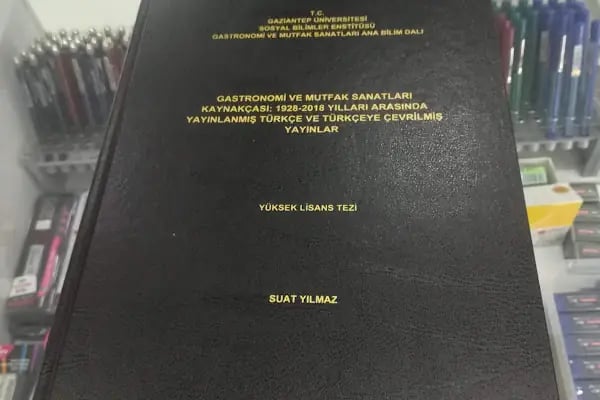 T.C.
GAZİANTEP ÜNİVERSİTESİ
SOSYAL BİLİMLER ENSTİTÜSÜ
GASTRONOMİ VE MUTFAK SANATLARI ANA BİLİM DALI
GASTRONOMİ VE MUTFAK SANATLARI
KAYNAKÇASI: 1928-2018 YILLARI ARASINDA
YAYINLANMIŞ TÜRKÇE VE TÜRKÇEYE ÇEVRİLMİŞ
YAYINLAR
YÜKSEK LİSANS TEZİ
SUAT YILMAZ